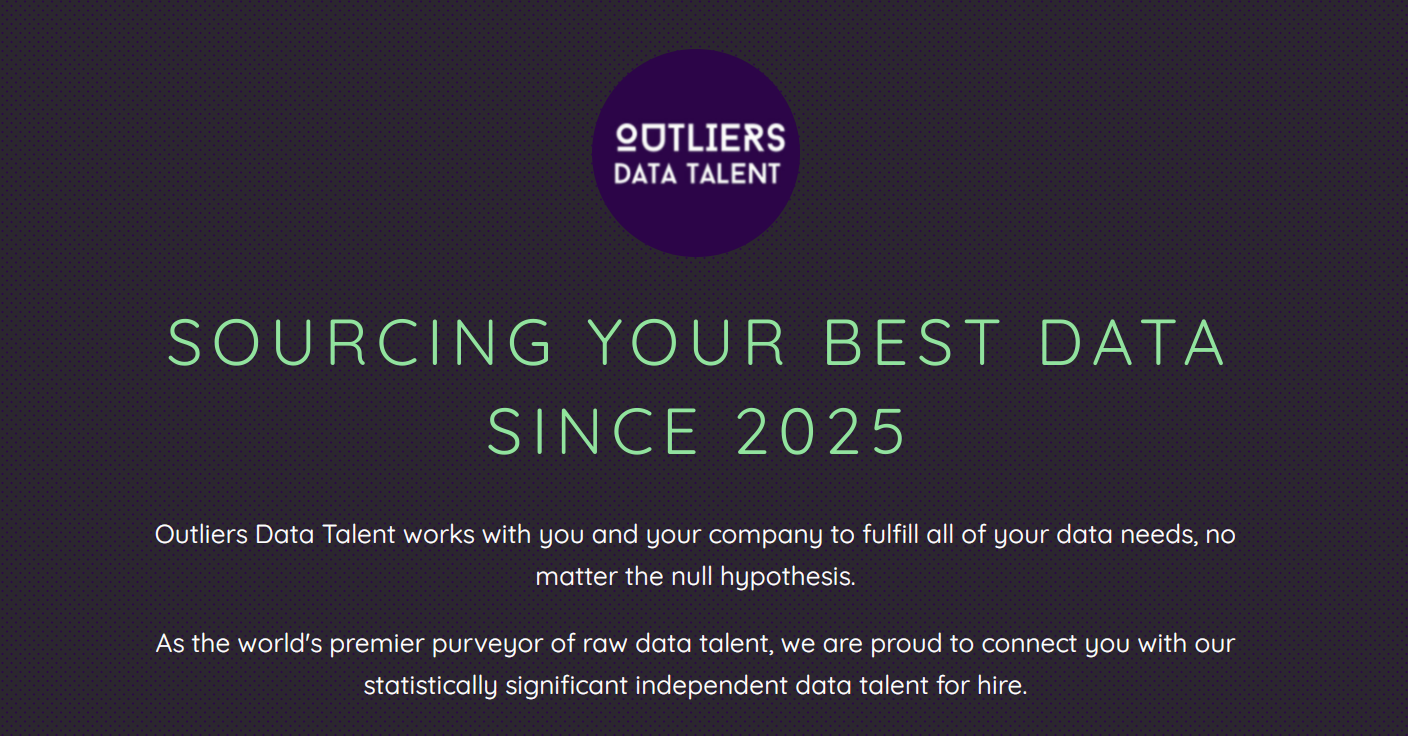 OUTLIERS
DATA TALENT
SOURCING YOUR BEST DATA
SINCE 2025
Outliers Data Talent works with you and your company to fulfill all of your data needs, no
matter the null hypothesis.
As the world's premier purveyor of raw data talent, we are proud to connect you with our
statistically significant independent data talent for hire.